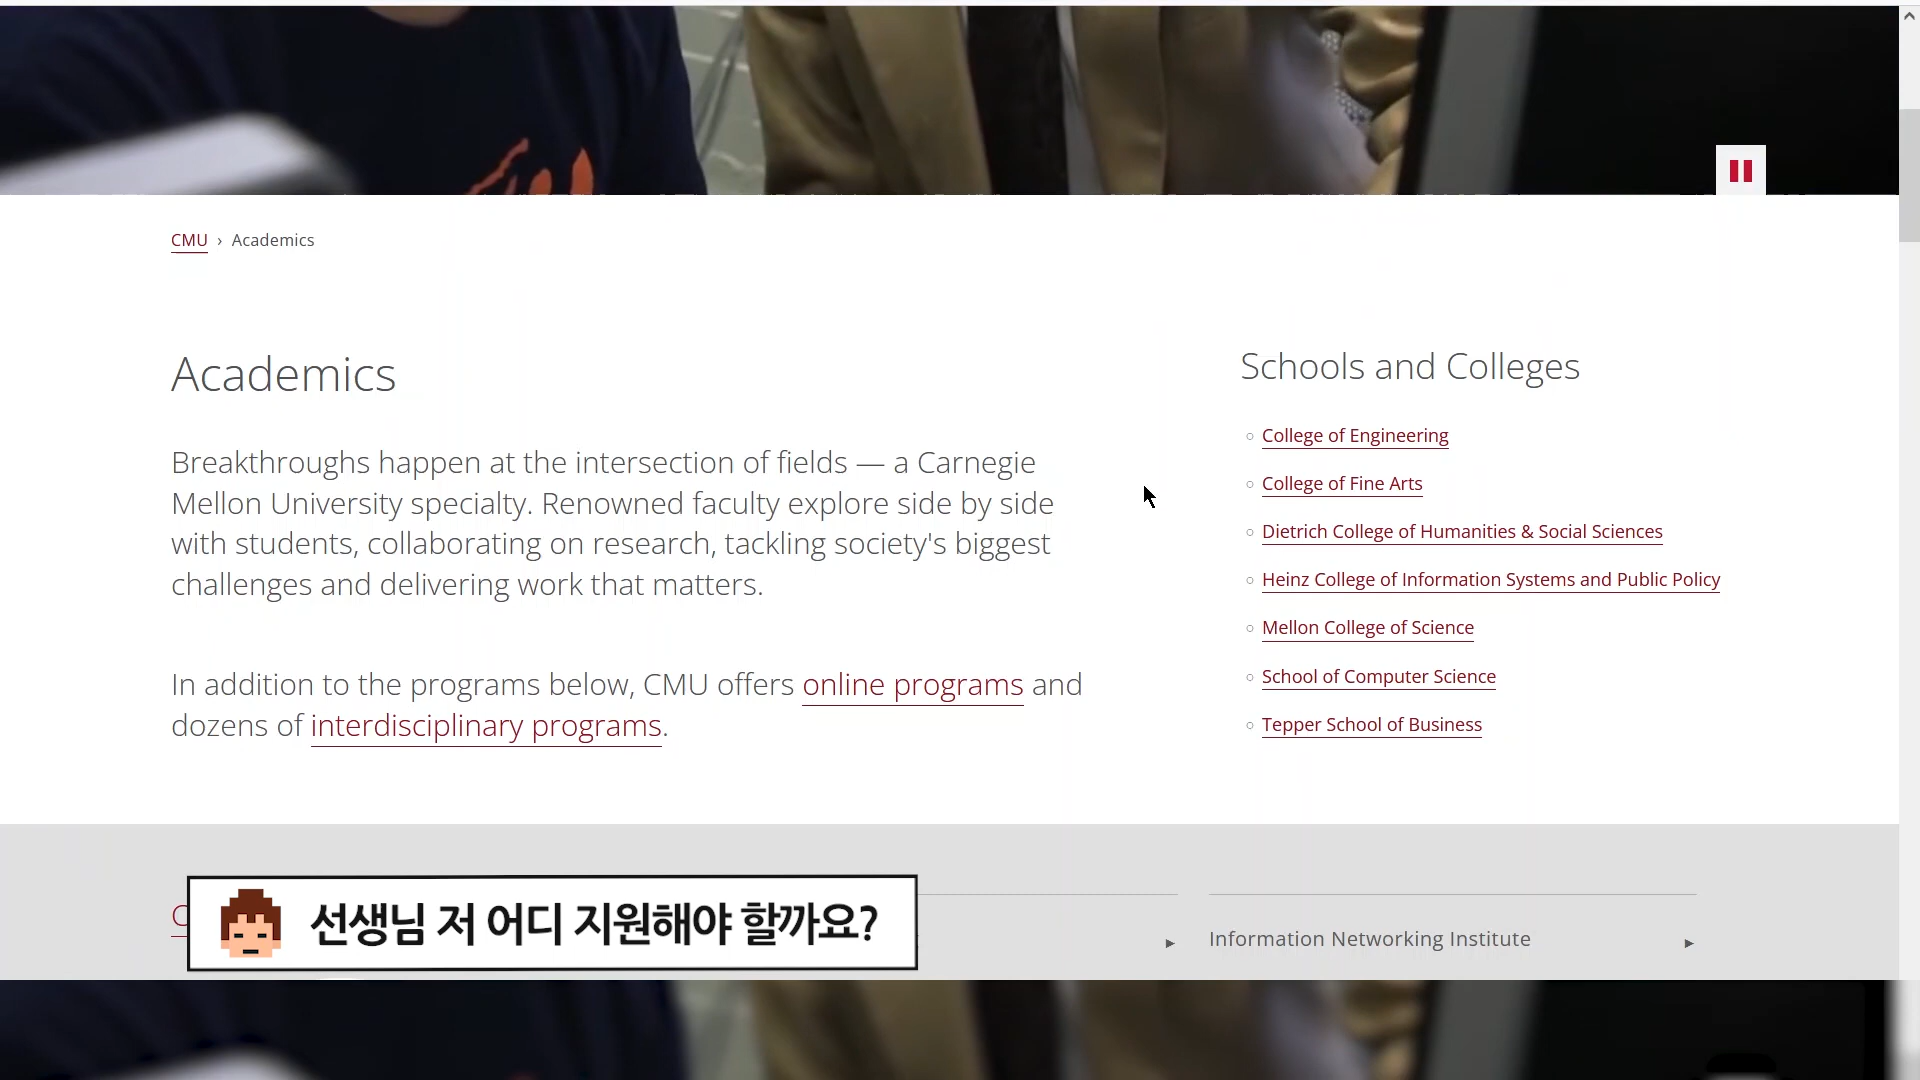 CMU › Academics
Academics
Breakthroughs happen at the intersection of fields — a Carnegie
Mellon University specialty. Renowned faculty explore side by side
with students, collaborating on research, tackling society's biggest
challenges and delivering work that matters.
In addition to the programs below, CMU offers online programs and
dozens of interdisciplinary programs.
Schools and Colleges
College of Engineering
College of Fine Arts
Dietrich College of Humanities & Social Sciences
Heinz College of Information Systems and Public Policy
Mellon College of Science
School of Computer Science
Tepper School of Business
선생님 저 어디 지원해야 할까요?
Information Networking Institute